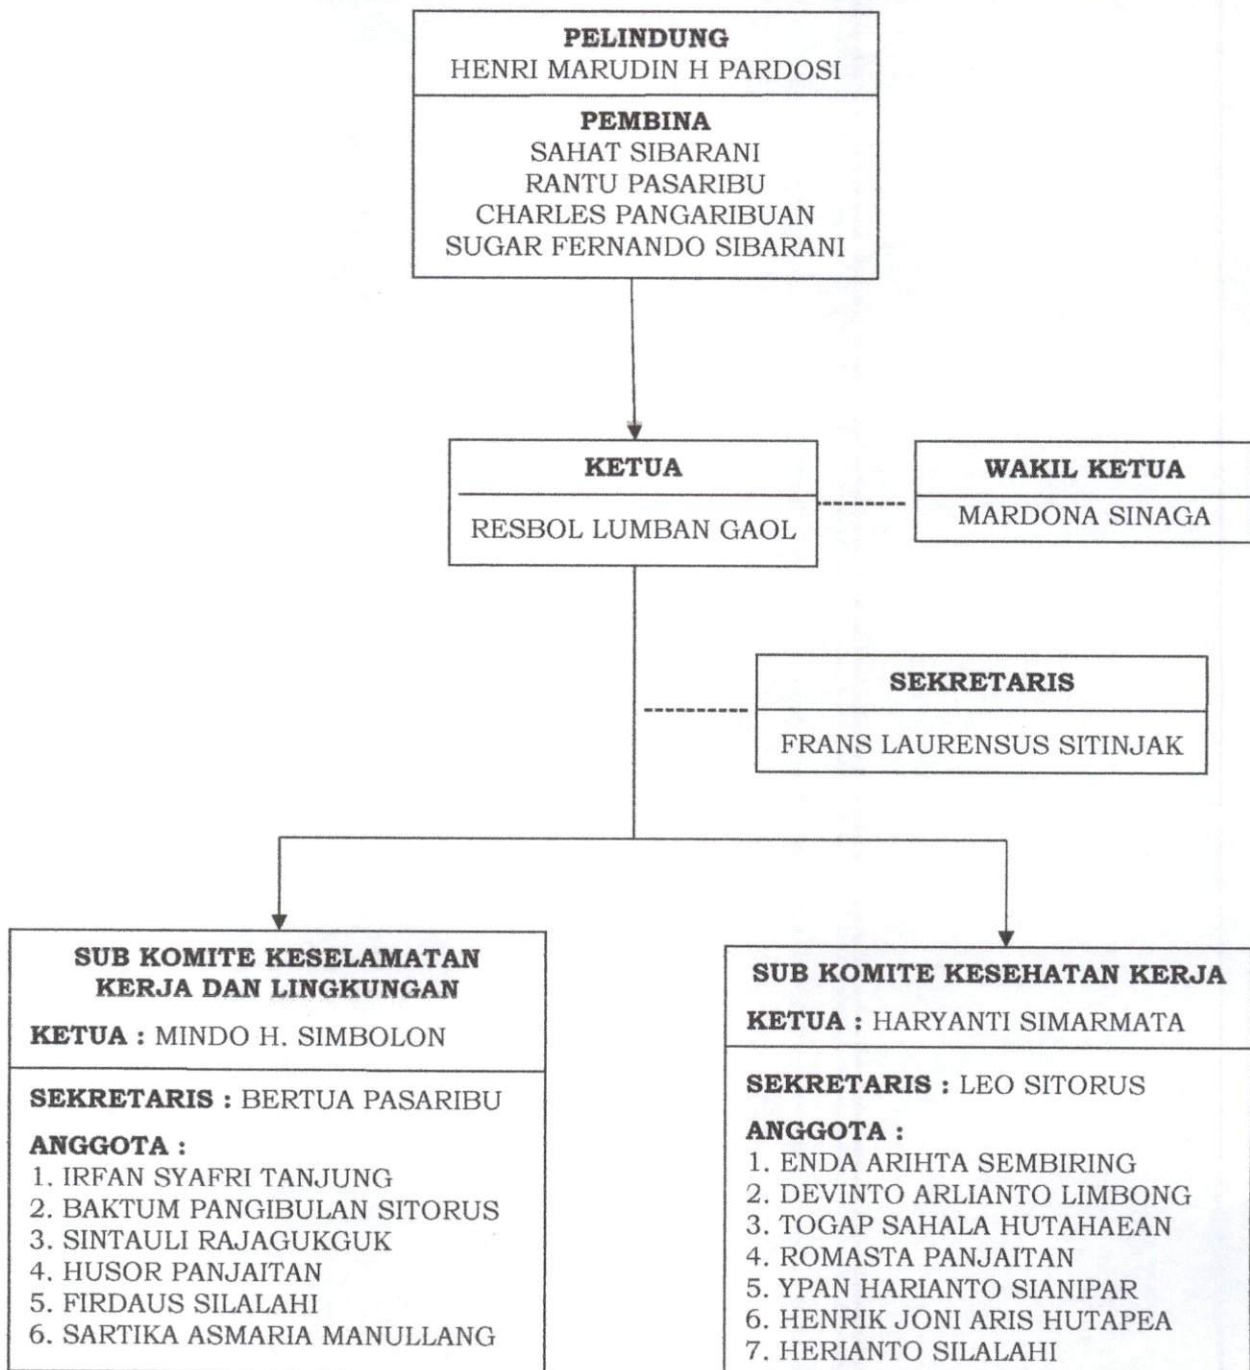 PELINDUNG
HENRI MARUDIN H PARDOSI
PEMBINA
SAHAT SIBARANI
RANTU PASARIBU
CHARLES PANGARIBUAN
SUGAR FERNANDO SIBARANI
KETUA
RESBOL LUMBAN GAOL
WAKIL KETUA
MARDONA SINAGA
SEKRETARIS
FRANS LAURENSUS SITINJAK
SUB KOMITE KESELAMATAN
KERJA DAN LINGKUNGAN
KETUA : MINDO H. SIMBOLON
SEKRETARIS : BERTUA PASARIBU
ANGGOTA :
1. IRFAN SYAFRI TANJUNG
2. BAKTUM PANGIBULAN SITORUS
3. SINTAULI RAJAGUKGUK
4. HUSOR PANJAITAN
5. FIRDAUS SILALAHI
6. SARTIKA ASMARIA MANULLANG
SUB KOMITE KESEHATAN KERJA
KETUA : HARYANTI SIMARMATA
SEKRETARIS : LEO SITORUS
ANGGOTA :
1. ENDA ARIHTA SEMBIRING
2. DEVINTO ARLIANTO LIMBONG
3. TOGAP SAHALA HUTAHAEAN
4. ROMASTA PANJAITAN
5. YPAN HARIANTO SIANIPAR
6. HENRIK JONI ARIS HUTAPEA
7. HERIANTO SILALAHI